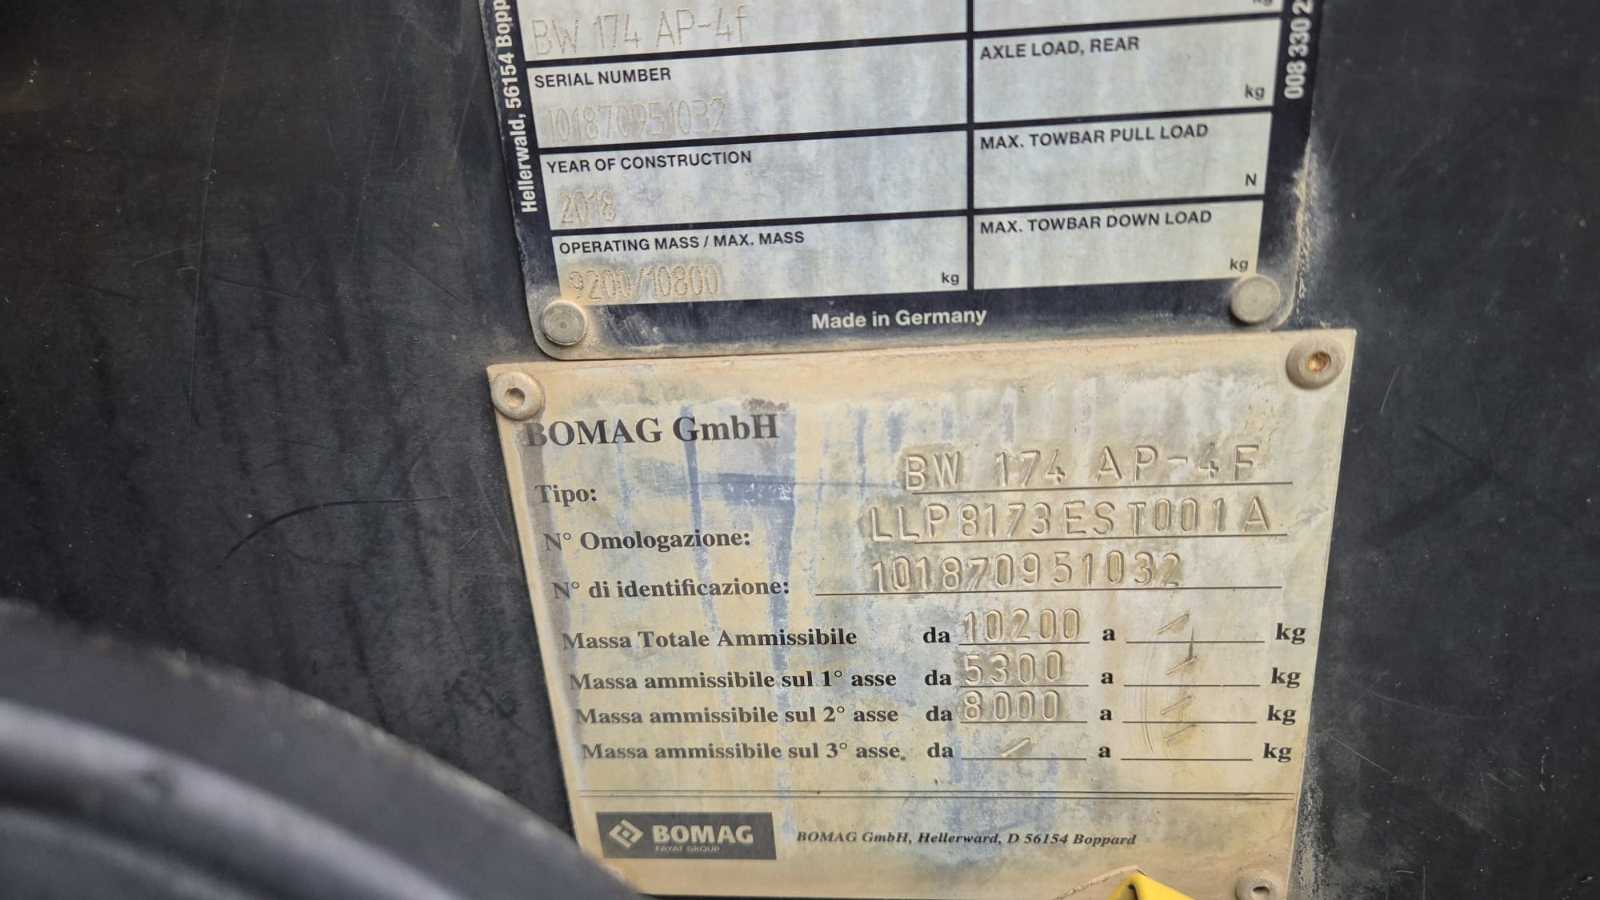 BW 174 AP-4f
SERIAL NUMBER
101870951032
YEAR OF CONSTRUCTION
2018
OPERATING MASS / MAX. MASS
9200/10800 kg
kg
AXLE LOAD, REAR
kg
MAX. TOWBAR PULL LOAD
N
MAX. TOWBAR DOWN LOAD
kg
Made in Germany
Hellerwald, 56154 Bopp
008 330 2
BOMAG GmbH
Tipo: BW 174 AP-4F
N° Omologazione: LLP8173EST001A
N° di identificazione: 101870951032
Massa Totale Ammissibile da 10200 a / kg
Massa ammissibile sul 1° asse da 5300 a / kg
Massa ammissibile sul 2° asse da 8000 a / kg
Massa ammissibile sul 3° asse. da / a kg
BOMAG
FAYAT GROUP
BOMAG GmbH, Hellerward, D 56154 Boppard